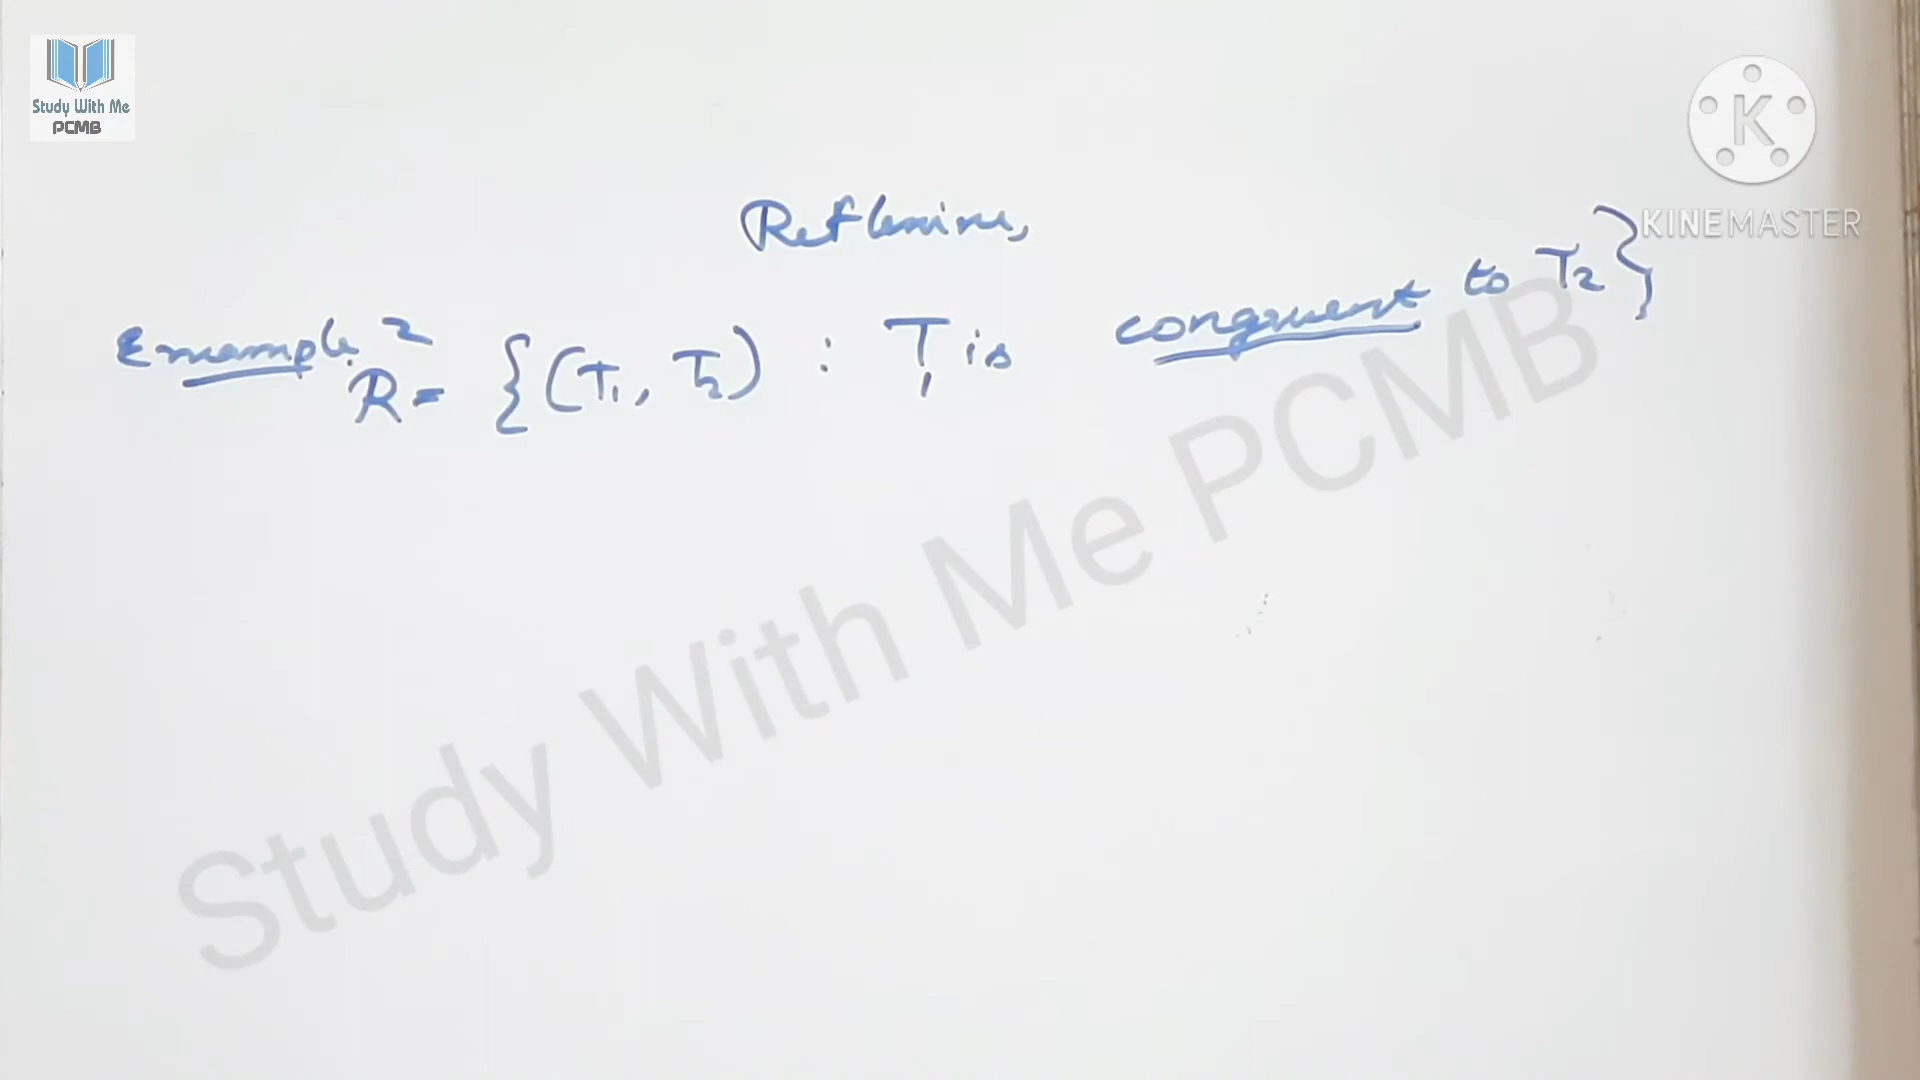 Study With Me
PCMB
KINEMASTER
Reflexive,
Example 2
R = {(T1, T2) : T1 is congruent to T2}
Study With Me PCMB